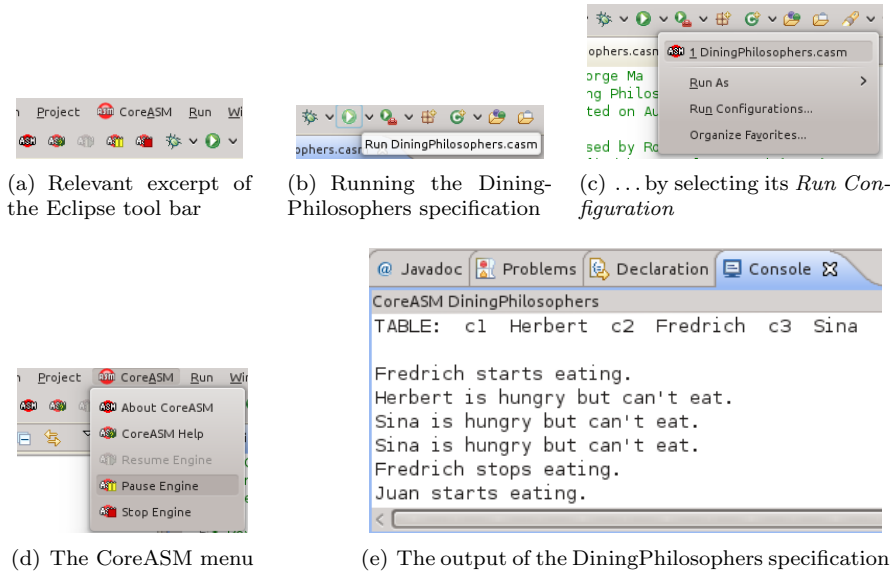 Project CoreASM Run
ophers.casm
Run DiningPhilosophers.casm
ophers.casm
1 DiningPhilosophers.casm
orge Ma
ng Philos
ted on Au
sed by Ro
Run As
Run Configurations...
Organize Favorites...
(a) Relevant excerpt of
the Eclipse tool bar
(b) Running the Dining-
Philosophers specification
(c) ... by selecting its Run Con-
figuration
Project CoreASM Run
About CoreASM
CoreASM Help
Resume Engine
Pause Engine
Stop Engine
@ Javadoc Problems Declaration Console
CoreASM DiningPhilosophers
TABLE: c1 Herbert c2 Fredrich c3 Sina
Fredrich starts eating.
Herbert is hungry but can't eat.
Sina is hungry but can't eat.
Sina is hungry but can't eat.
Fredrich stops eating.
Juan starts eating.
(d) The CoreASM menu
(e) The output of the DiningPhilosophers specification